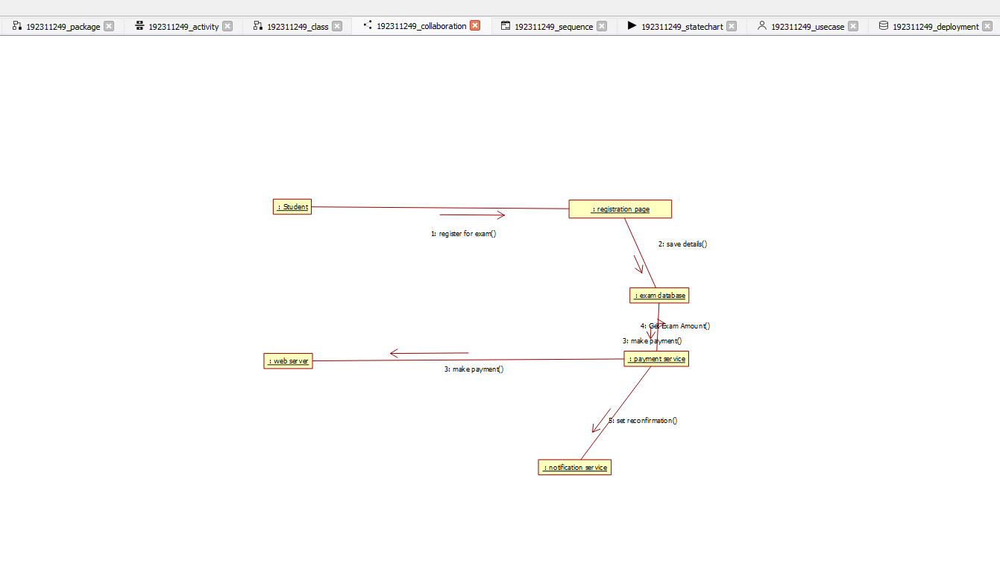 192311249_package
192311249_activity
192311249_class
192311249_collaboration
192311249_sequence
192311249_statechart
192311249_usecase
192311249_deployment
: Student
: registration page
1: register for exam()
2: save details()
: exam database
4: Get Exam Amount()
3: make payment()
: web server
: payment service
3: make payment()
5: set reconfirmation()
: notification service